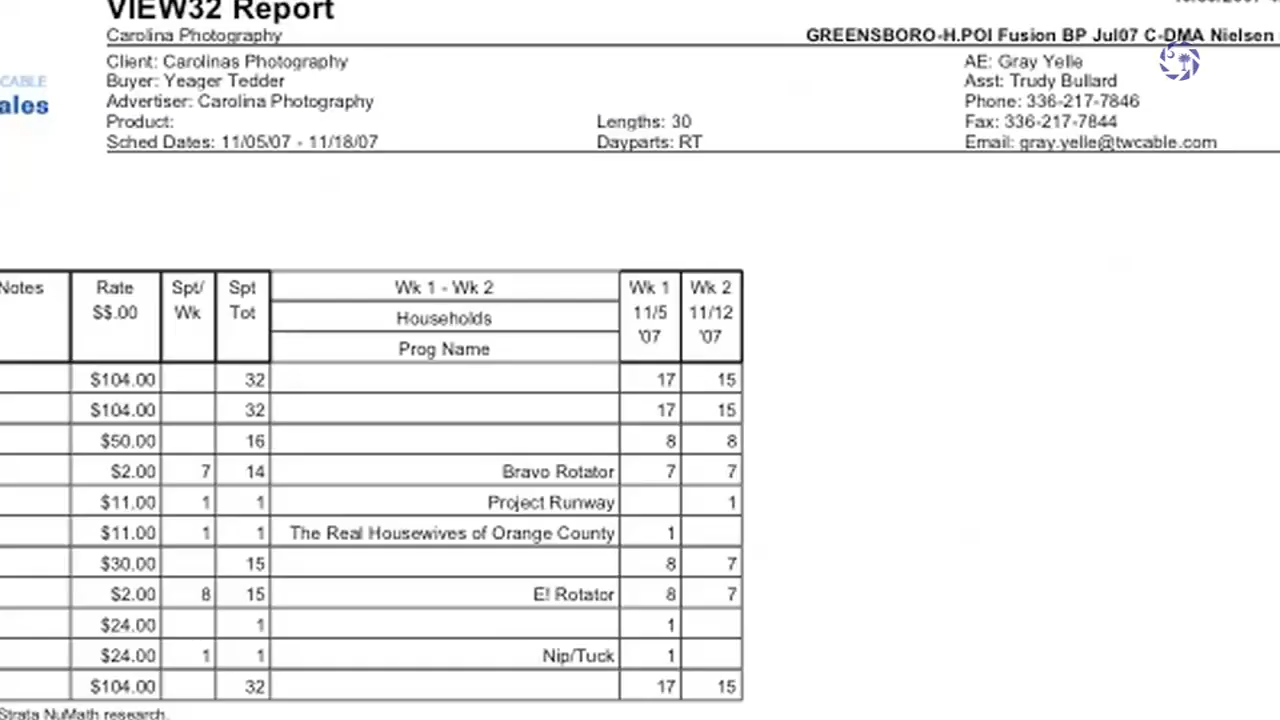 VIEW32 Report
Carolina Photography
GREENSBORO-H.POI Fusion BP Jul07 C-DMA Nielsen
CABLE
ales
Client: Carolinas Photography
Buyer: Yeager Tedder
Advertiser: Carolina Photography
Product:
Sched Dates: 11/05/07 - 11/18/07
Lengths: 30
Dayparts: RT
AE: Gray Yelle
Asst: Trudy Bullard
Phone: 336-217-7846
Fax: 336-217-7844
Email: gray.yelle@twcable.com
Notes Rate $$.00 Spt/ Wk Spt Tot Wk 1 - Wk 2 Households Prog Name Wk 1 11/5 '07 Wk 2 11/12 '07
$104.00 32 17 15
$104.00 32 17 15
$50.00 16 8 8
$2.00 7 14 Bravo Rotator 7 7
$11.00 1 1 Project Runway 1
$11.00 1 1 The Real Housewives of Orange County 1
$30.00 15 8 7
$2.00 8 15 E! Rotator 8 7
$24.00 1 1
$24.00 1 1 Nip/Tuck 1
$104.00 32 17 15
Strata NuMath research.